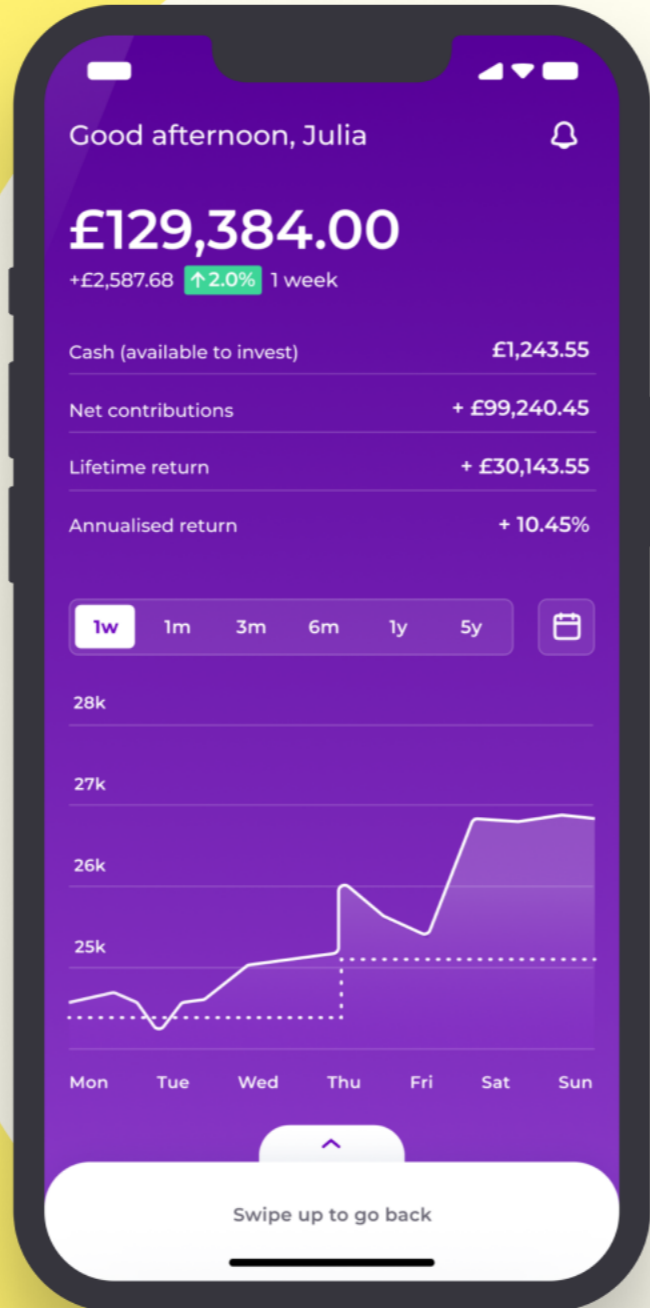 Good afternoon, Julia
£129,384.00
+£2,587.68 ↑2.0% 1 week
Cash (available to invest) £1,243.55
Net contributions + £99,240.45
Lifetime return + £30,143.55
Annualised return + 10.45%
1w 1m 3m 6m 1y 5y
28k
27k
26k
25k
Mon Tue Wed Thu Fri Sat Sun
Swipe up to go back